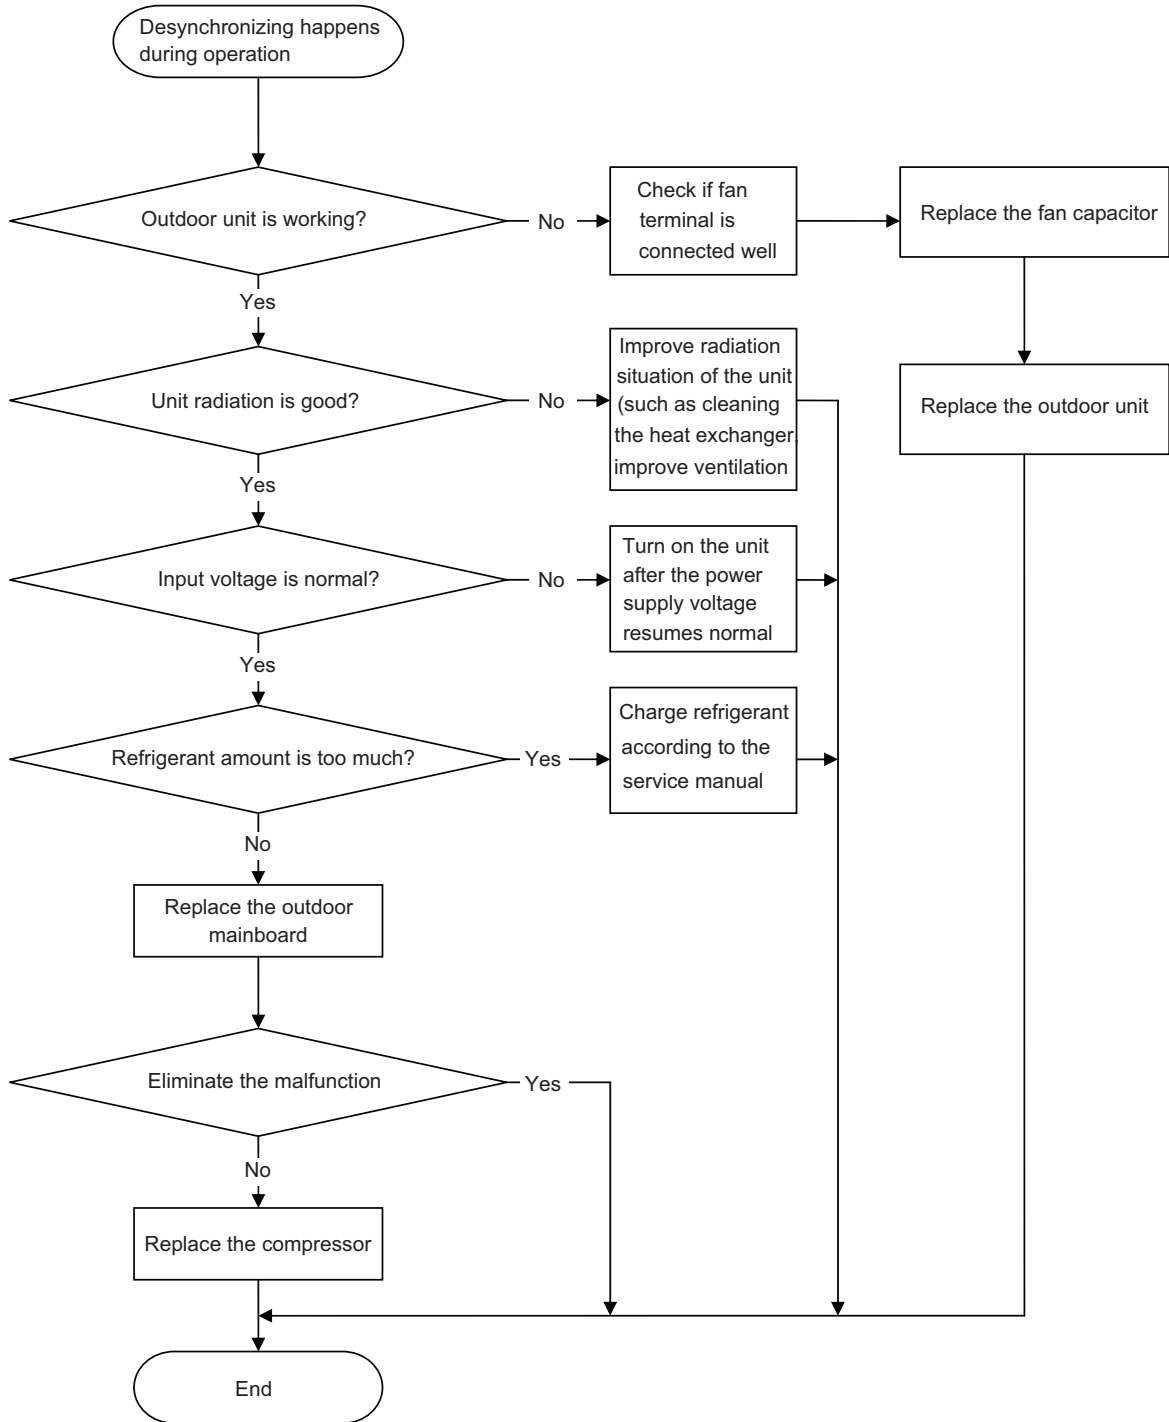 Desynchronizing happens
during operation
Outdoor unit is working?
No
Check if fan
terminal is
connected well
Replace the fan capacitor
Yes
Unit radiation is good?
No
Improve radiation
situation of the unit
(such as cleaning
the heat exchanger,
improve ventilation
Replace the outdoor unit
Yes
Input voltage is normal?
No
Turn on the unit
after the power
supply voltage
resumes normal
Yes
Refrigerant amount is too much?
Yes
Charge refrigerant
according to the
service manual
No
Replace the outdoor
mainboard
Eliminate the malfunction
Yes
No
Replace the compressor
End